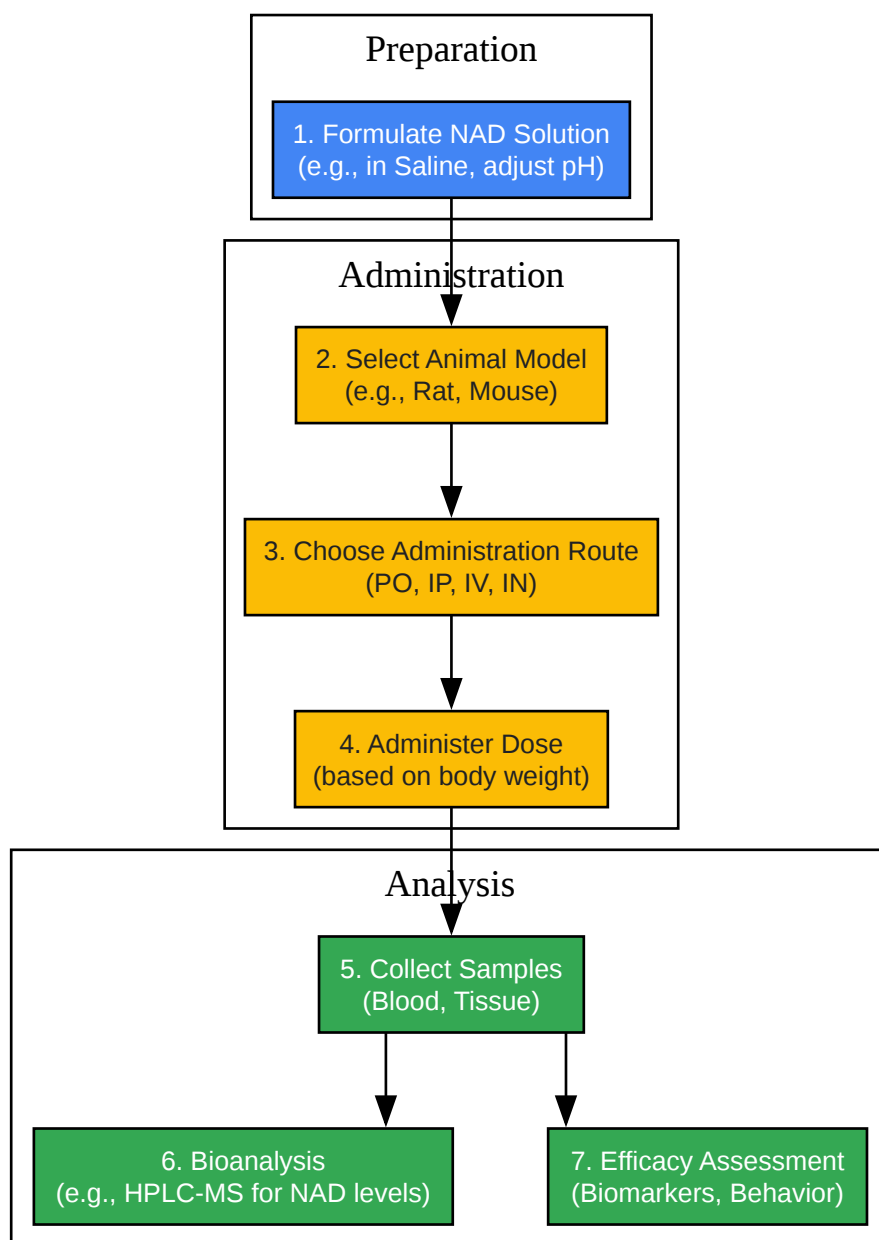 Preparation
1. Formulate NAD Solution
(e.g., in Saline, adjust pH)
Administration
2. Select Animal Model
(e.g., Rat, Mouse)
3. Choose Administration Route
(PO, IP, IV, IN)
4. Administer Dose
(based on body weight)
Analysis
5. Collect Samples
(Blood, Tissue)
6. Bioanalysis
(e.g., HPLC-MS for NAD levels)
7. Efficacy Assessment
(Biomarkers, Behavior)